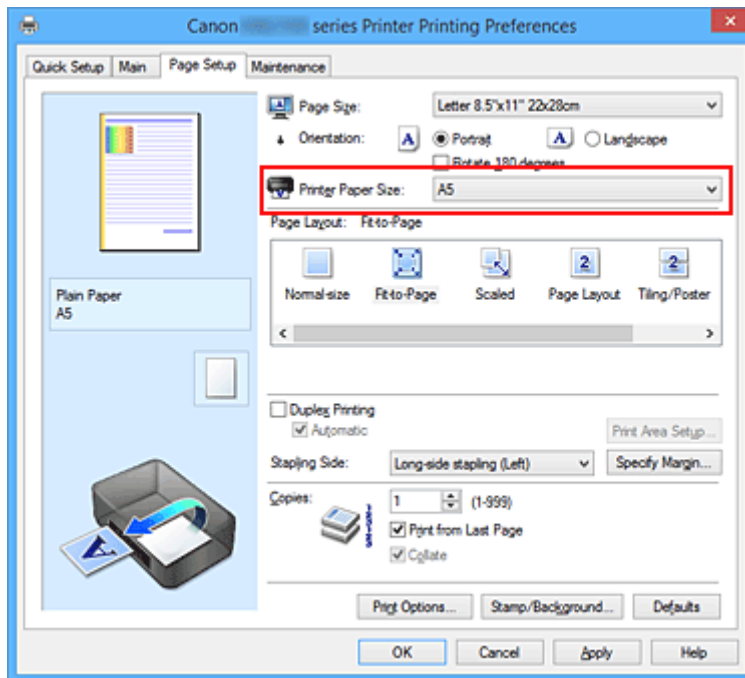 Canon series Printer Printing Preferences
Quick Setup Main Page Setup Maintenance
Page Size: Letter 8.5"x11" 22x28cm
Orientation: A Portrait A Landscape
Rotate 180 degrees
Printer Paper Size: A5
Page Layout: Fit-to-Page
Normal-size Fit-to-Page Scaled Page Layout Tiling/Poster
Plain Paper
A5
Duplex Printing
Automatic
Print Area Setup...
Stapling Side: Long-side stapling (Left) Specify Margin...
Copies: 1 (1-999)
Print from Last Page
Collate
Print Options... Stamp/Background... Defaults
OK Cancel Apply Help